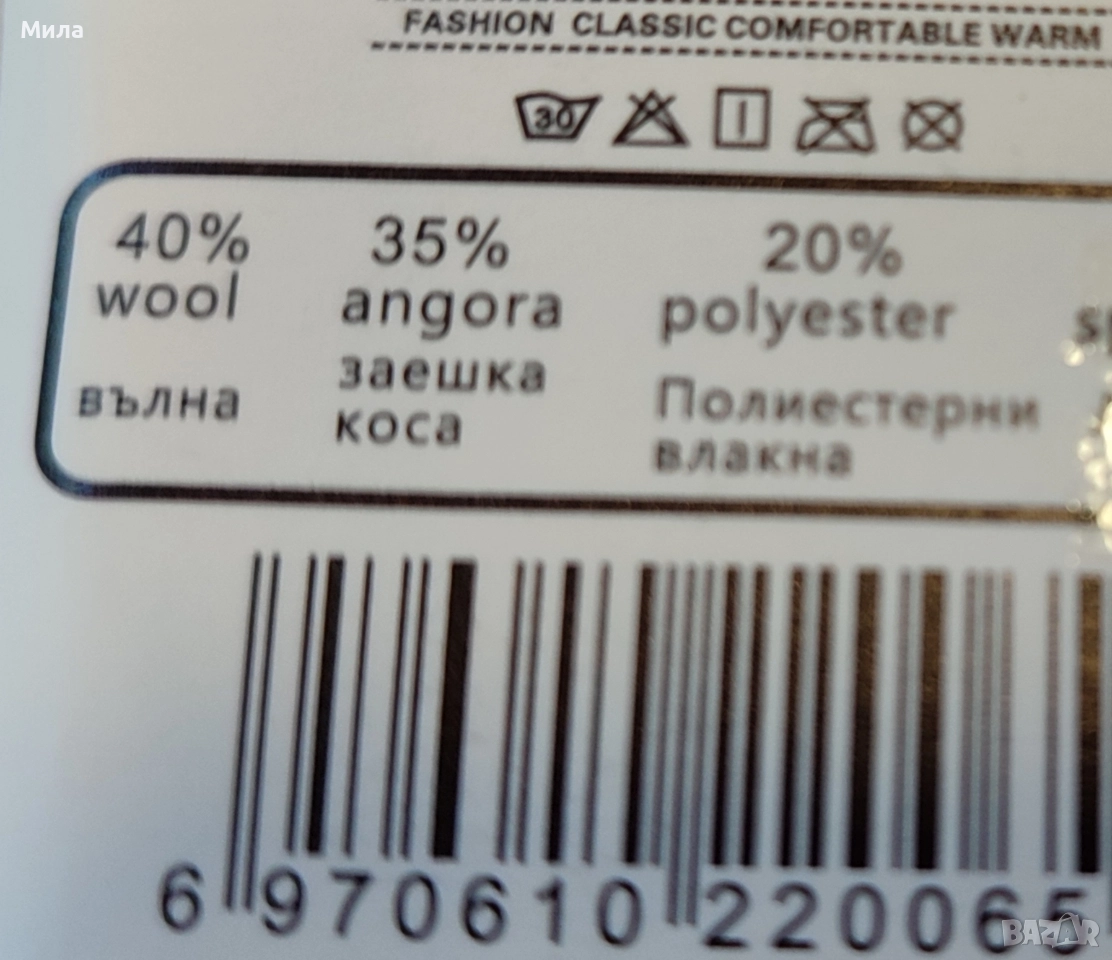 Мила
FASHION CLASSIC COMFORTABLE WARM
30
40% 35% 20%
wool angora polyester
вълна заешка коса Полиестерни влакна
6 970610 220065
BAZAR